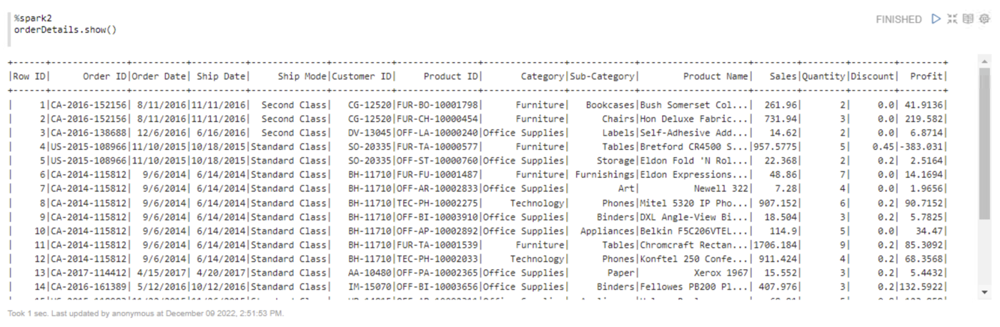 %spark2
FINISHED
orderDetails.show()
+------+--------------+----------+----------+--------------+-----------+---------------+---------------+------------+--------------------+--------+--------+--------+--------+
|Row ID|      Order ID|Order Date| Ship Date|     Ship Mode|Customer ID|     Product ID|       Category|Sub-Category|        Product Name|   Sales|Quantity|Discount|  Profit|
+------+--------------+----------+----------+--------------+-----------+---------------+---------------+------------+--------------------+--------+--------+--------+--------+
|     1|CA-2016-152156| 8/11/2016|11/11/2016|  Second Class|   CG-12520|FUR-BO-10001798|      Furniture|   Bookcases|Bush Somerset Col...|  261.96|       2|     0.0| 41.9136|
|     2|CA-2016-152156| 8/11/2016|11/11/2016|  Second Class|   CG-12520|FUR-CH-10000454|      Furniture|      Chairs|Hon Deluxe Fabric...|  731.94|       3|     0.0| 219.582|
|     3|CA-2016-138688| 12/6/2016| 6/16/2016|  Second Class|   DV-13045|OFF-LA-10000240|Office Supplies|      Labels|Self-Adhesive Add...|   14.62|       2|     0.0|  6.8714|
|     4|US-2015-108966|11/10/2015|10/18/2015|Standard Class|   SO-20335|FUR-TA-10000577|      Furniture|      Tables|Bretford CR4500 S...|957.5775|       5|    0.45|-383.031|
|     5|US-2015-108966|11/10/2015|10/18/2015|Standard Class|   SO-20335|OFF-ST-10000760|Office Supplies|     Storage|Eldon Fold 'N Rol...|  22.368|       2|     0.2|  2.5164|
|     6|CA-2014-115812|  9/6/2014| 6/14/2014|Standard Class|   BH-11710|FUR-FU-10001487|      Furniture| Furnishings|Eldon Expressions...|   48.86|       7|     0.0| 14.1694|
|     7|CA-2014-115812|  9/6/2014| 6/14/2014|Standard Class|   BH-11710|OFF-AR-10002833|Office Supplies|         Art|          Newell 322|    7.28|       4|     0.0|  1.9656|
|     8|CA-2014-115812|  9/6/2014| 6/14/2014|Standard Class|   BH-11710|TEC-PH-10002275|     Technology|      Phones|Mitel 5320 IP Pho...| 907.152|       6|     0.2| 90.7152|
|     9|CA-2014-115812|  9/6/2014| 6/14/2014|Standard Class|   BH-11710|OFF-BI-10003910|Office Supplies|     Binders|DXL Angle-View Bi...|  18.504|       3|     0.2|  5.7825|
|    10|CA-2014-115812|  9/6/2014| 6/14/2014|Standard Class|   BH-11710|OFF-AP-10002892|Office Supplies|  Appliances|Belkin F5C206VTEL...|   114.9|       5|     0.0|   34.47|
|    11|CA-2014-115812|  9/6/2014| 6/14/2014|Standard Class|   BH-11710|FUR-TA-10001539|      Furniture|      Tables|Chromcraft Rectan...|1706.184|       9|     0.2| 85.3092|
|    12|CA-2014-115812|  9/6/2014| 6/14/2014|Standard Class|   BH-11710|TEC-PH-10002033|     Technology|      Phones|Konftel 250 Confe...| 911.424|       4|     0.2| 68.3568|
|    13|CA-2017-114412| 4/15/2017| 4/20/2017|Standard Class|   AA-10480|OFF-PA-10002365|Office Supplies|       Paper|          Xerox 1967|  15.552|       3|     0.2|  5.4432|
|    14|CA-2016-161389| 5/12/2016|10/12/2016|Standard Class|   IM-15070|OFF-BI-10003656|Office Supplies|     Binders|Fellowes PB200 Pl...| 407.976|       3|     0.2|132.5922|
Took 1 sec. Last updated by anonymous at December 09 2022, 2:51:53 PM.